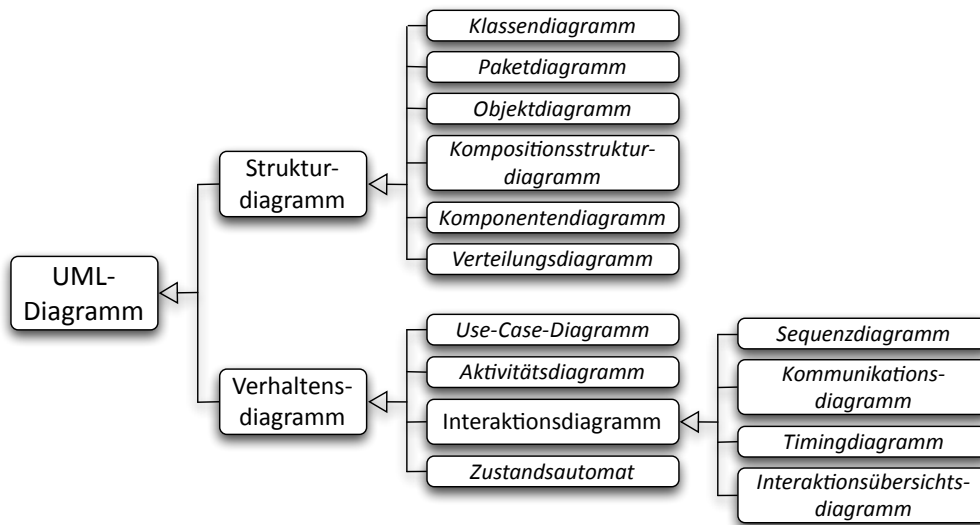 UML-
Diagramm
Struktur-
diagramm
Klassendiagramm
Paketdiagramm
Objektdiagramm
Kompositionsstruktur-
diagramm
Komponentendiagramm
Verteilungsdiagramm
Verhaltens-
diagramm
Use-Case-Diagramm
Aktivitätsdiagramm
Interaktionsdiagramm
Zustandsautomat
Sequenzdiagramm
Kommunikations-
diagramm
Timingdiagramm
Interaktionsübersichts-
diagramm